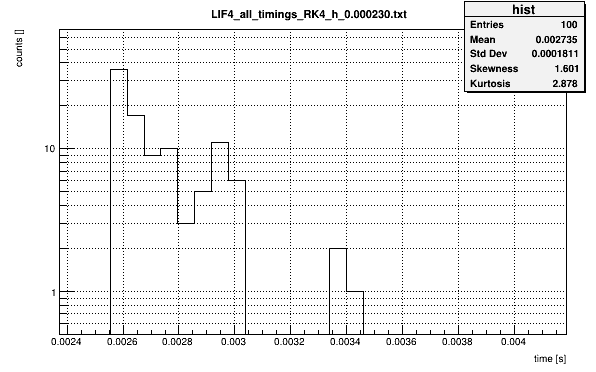 LIF4_all_timings_RK4_h_0.000230.txt
hist
Entries 100
Mean 0.002735
Std Dev 0.0001811
Skewness 1.601
Kurtosis 2.878
counts []
10
1
0.0024 0.0026 0.0028 0.003 0.0032 0.0034 0.0036 0.0038 0.004
time [s]